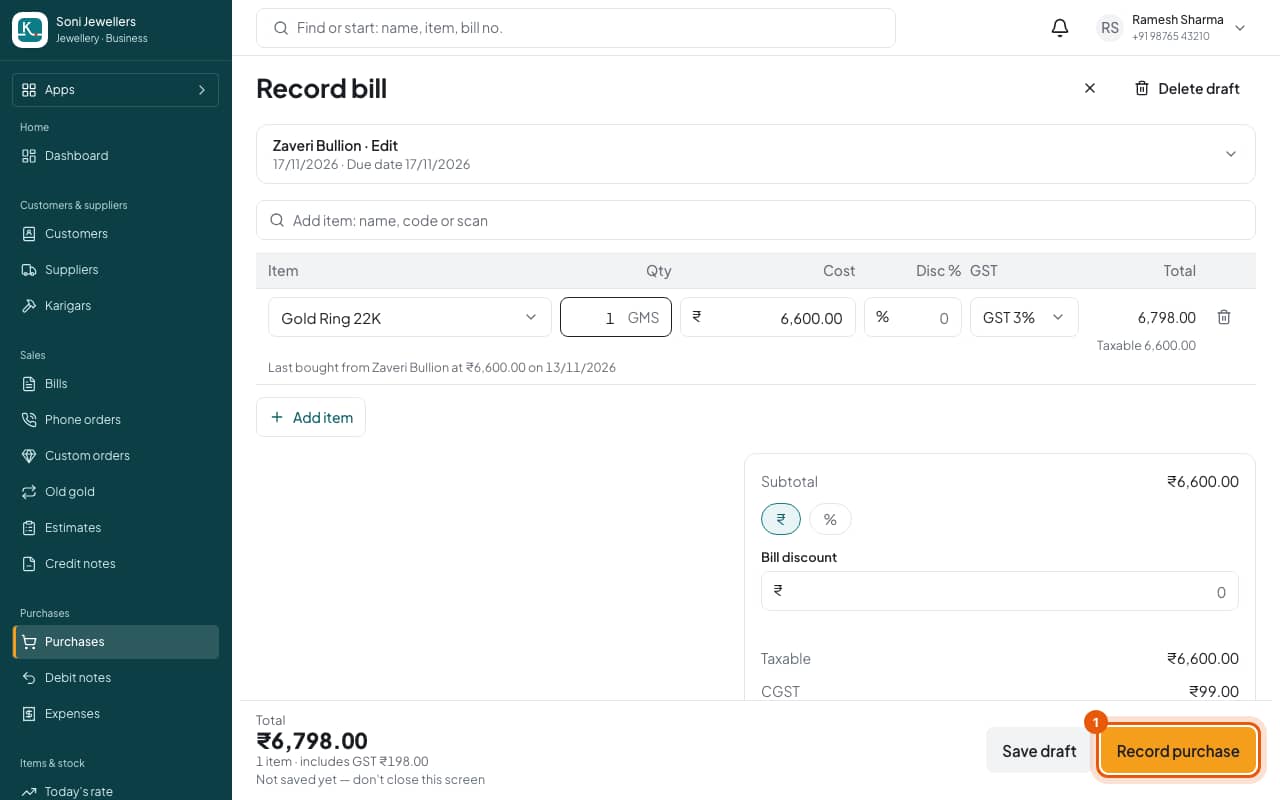 Soni Jewellers
Jewellery · Business
Find or start: name, item, bill no.
RS
Ramesh Sharma
+91 98765 43210
Apps
Home
Dashboard
Customers & suppliers
Customers
Suppliers
Karigars
Sales
Bills
Phone orders
Custom orders
Old gold
Estimates
Credit notes
Purchases
Purchases
Debit notes
Expenses
Items & stock
Today's rate
Record bill
Delete draft
Zaveri Bullion · Edit
17/11/2026 · Due date 17/11/2026
Add item: name, code or scan
Item Qty Cost Disc % GST Total
Gold Ring 22K 1 GMS ₹ 6,600.00 % 0 GST 3% 6,798.00
Taxable 6,600.00
Last bought from Zaveri Bullion at ₹6,600.00 on 13/11/2026
Add item
Subtotal ₹6,600.00
₹ %
Bill discount
₹ 0
Taxable ₹6,600.00
CGST ₹99.00
Total
₹6,798.00
1 item · includes GST ₹198.00
Not saved yet — don't close this screen
Save draft
1
Record purchase